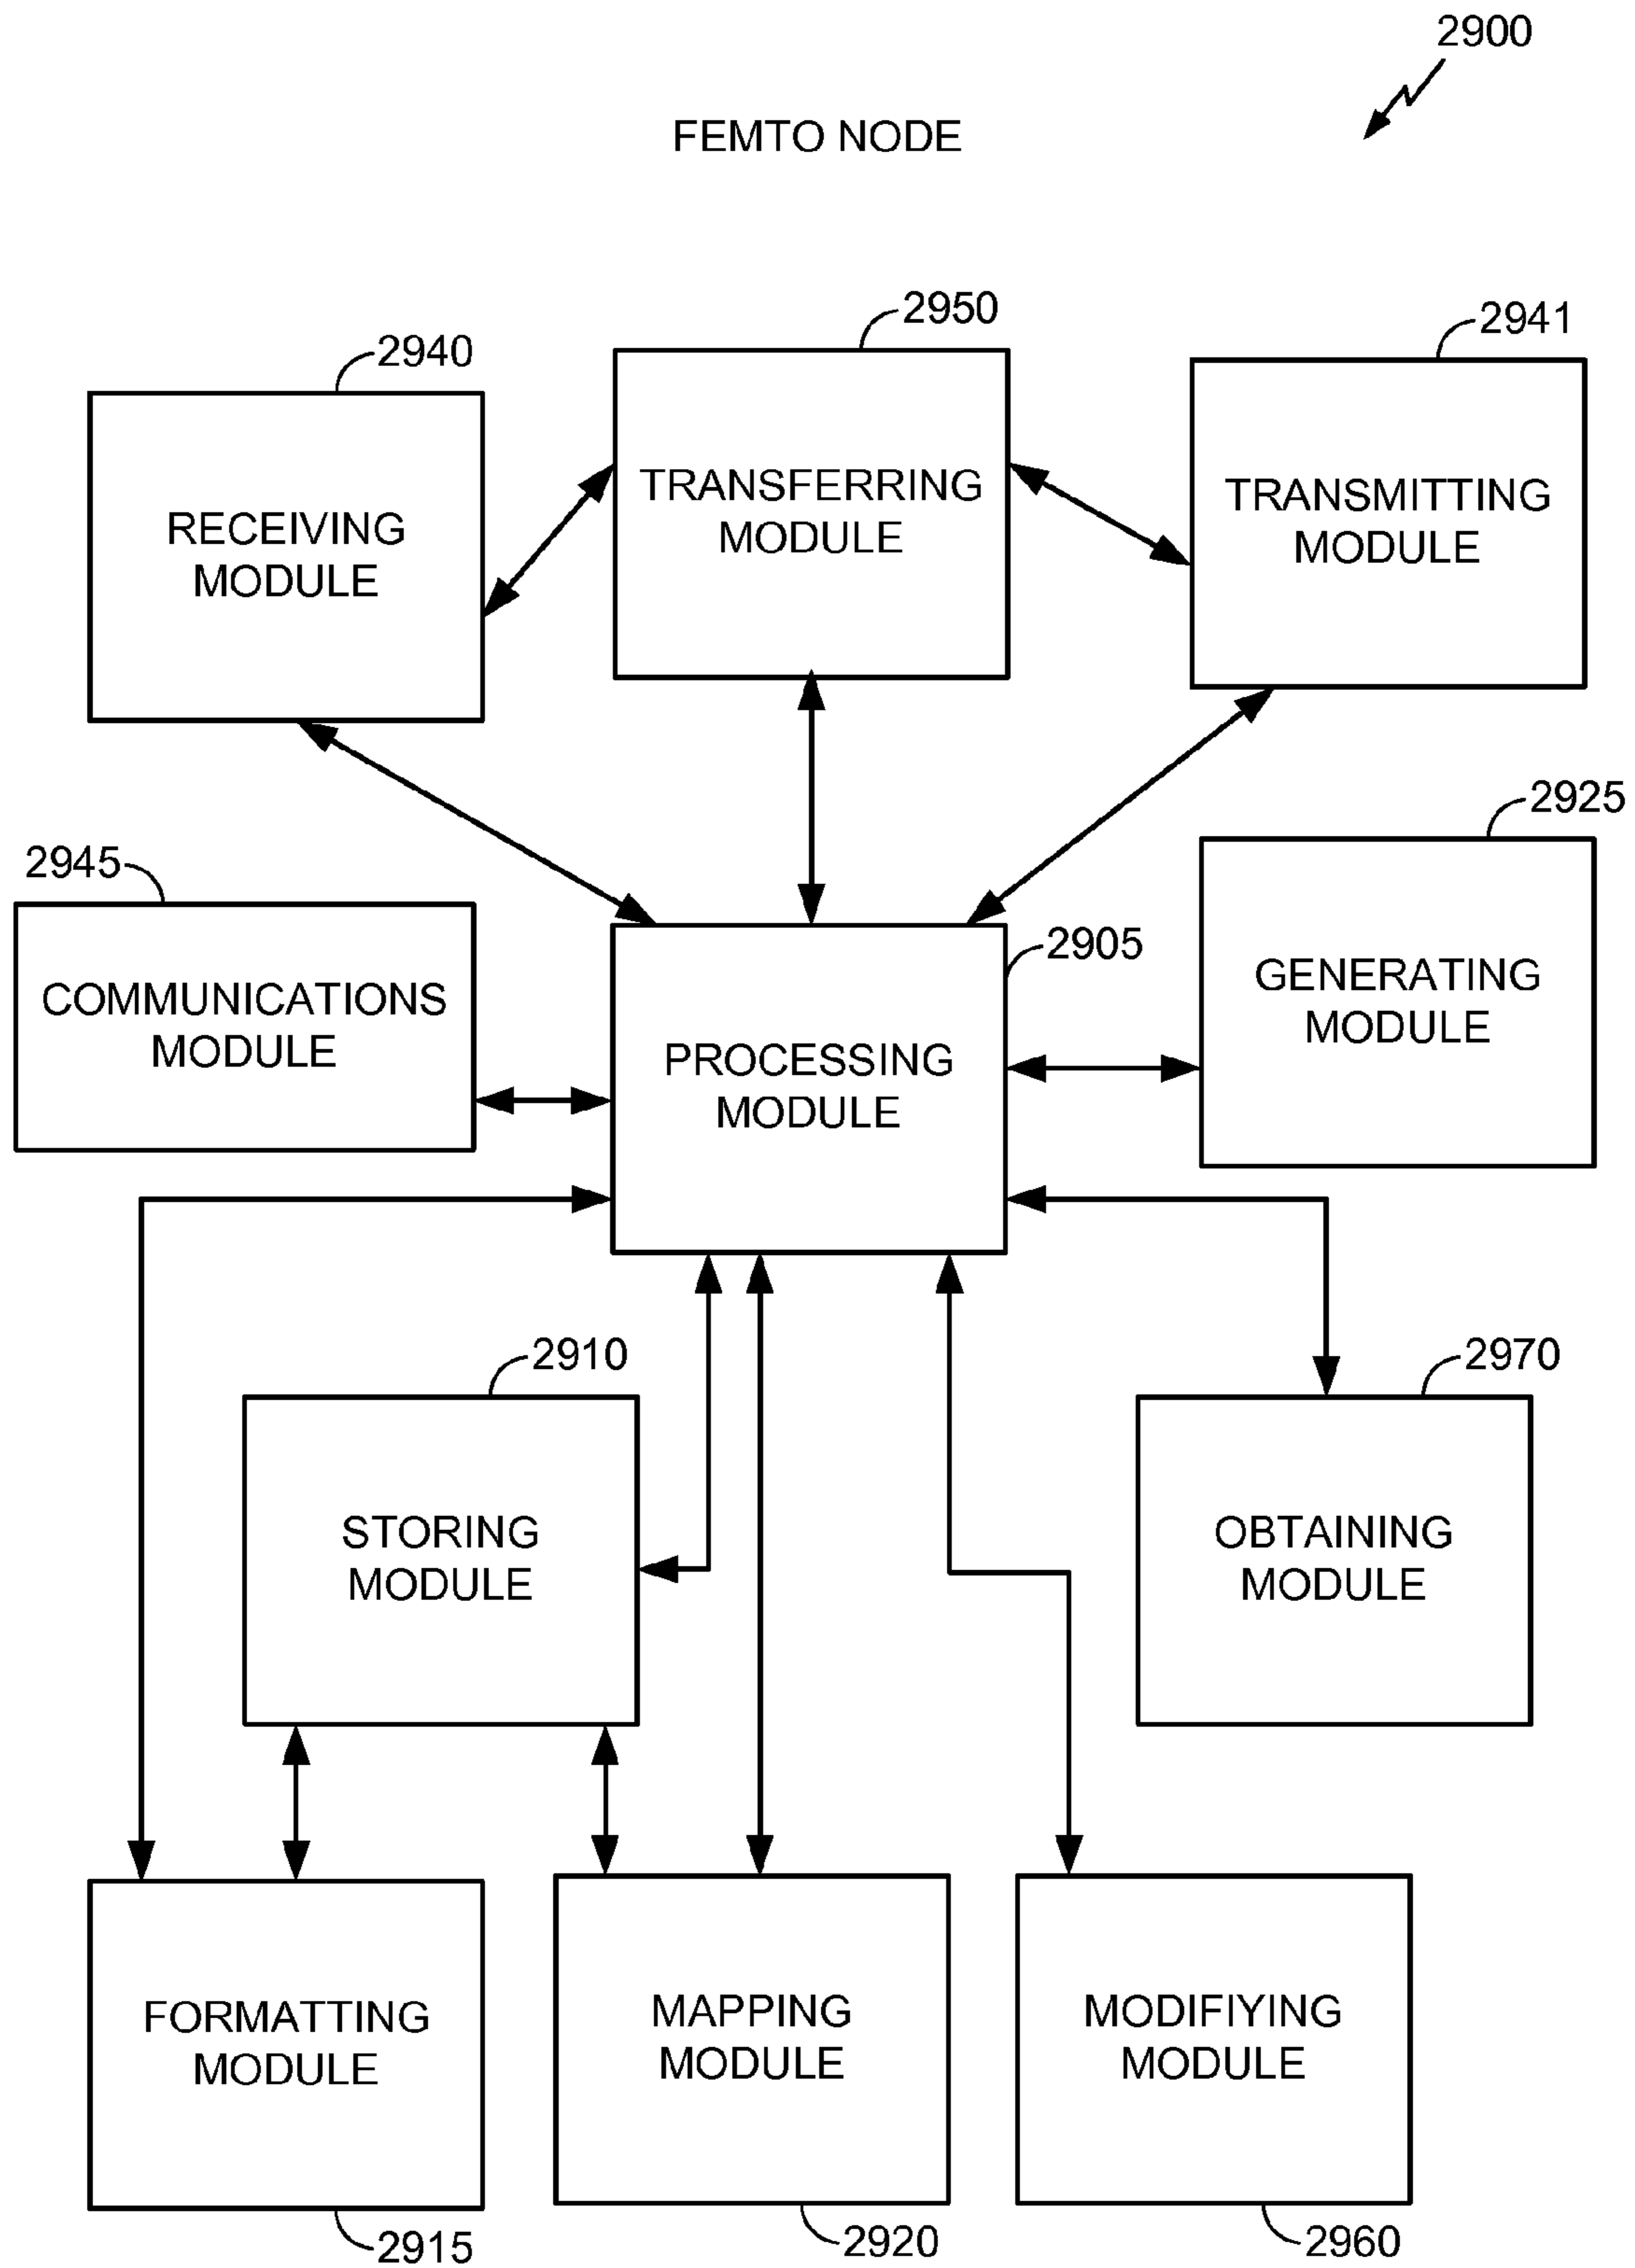 2900
FEMTO NODE
2950
2941
2940
TRANSFERRING
MODULE
TRANSMITTING
MODULE
RECEIVING
MODULE
2925
2945
2905
COMMUNICATIONS
MODULE
GENERATING
MODULE
PROCESSING
MODULE
2910
2970
STORING
MODULE
OBTAINING
MODULE
FORMATTING
MODULE
MAPPING
MODULE
MODIFIYING
MODULE
2915
2920
2960